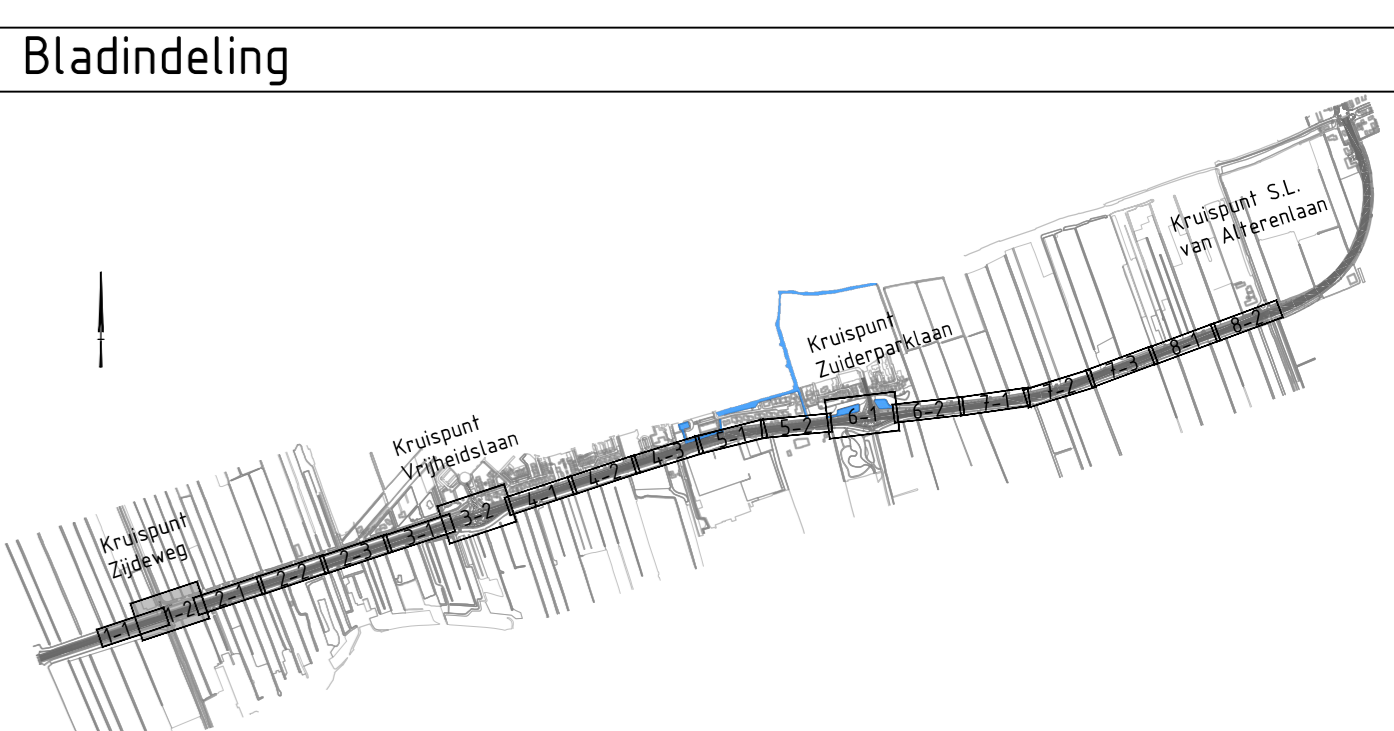 Bladindeling
Kruispunt S.L.
van Alterenlaan
Kruispunt
Zuiderparklaan
Kruispunt
Vrijheidslaan
Kruispunt
Zijdeweg
1-1
1-2
2-1
2-2
2-3
3-1
3-2
4-1
4-2
4-3
5-1
5-2
6-1
6-2
7-1
7-2
7-3
8-1
8-2